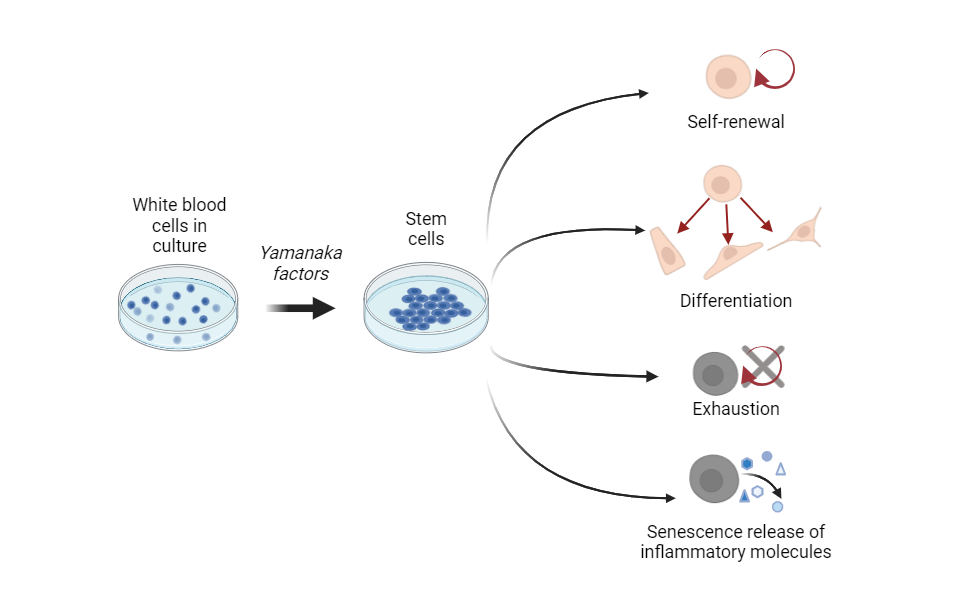 White blood
cells in
culture
Yamanaka
factors
Stem
cells
Self-renewal
Differentiation
Exhaustion
Senescence release of
inflammatory molecules